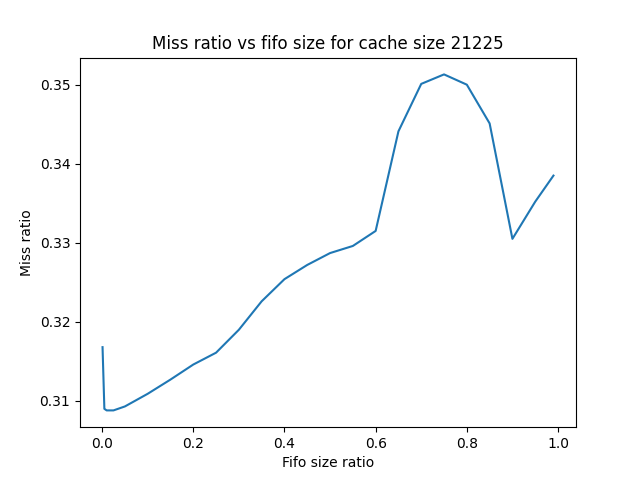 Miss ratio vs fifo size for cache size 21225
0.35
0.34
0.33
0.32
0.31
Miss ratio
0.0 0.2 0.4 0.6 0.8 1.0
Fifo size ratio